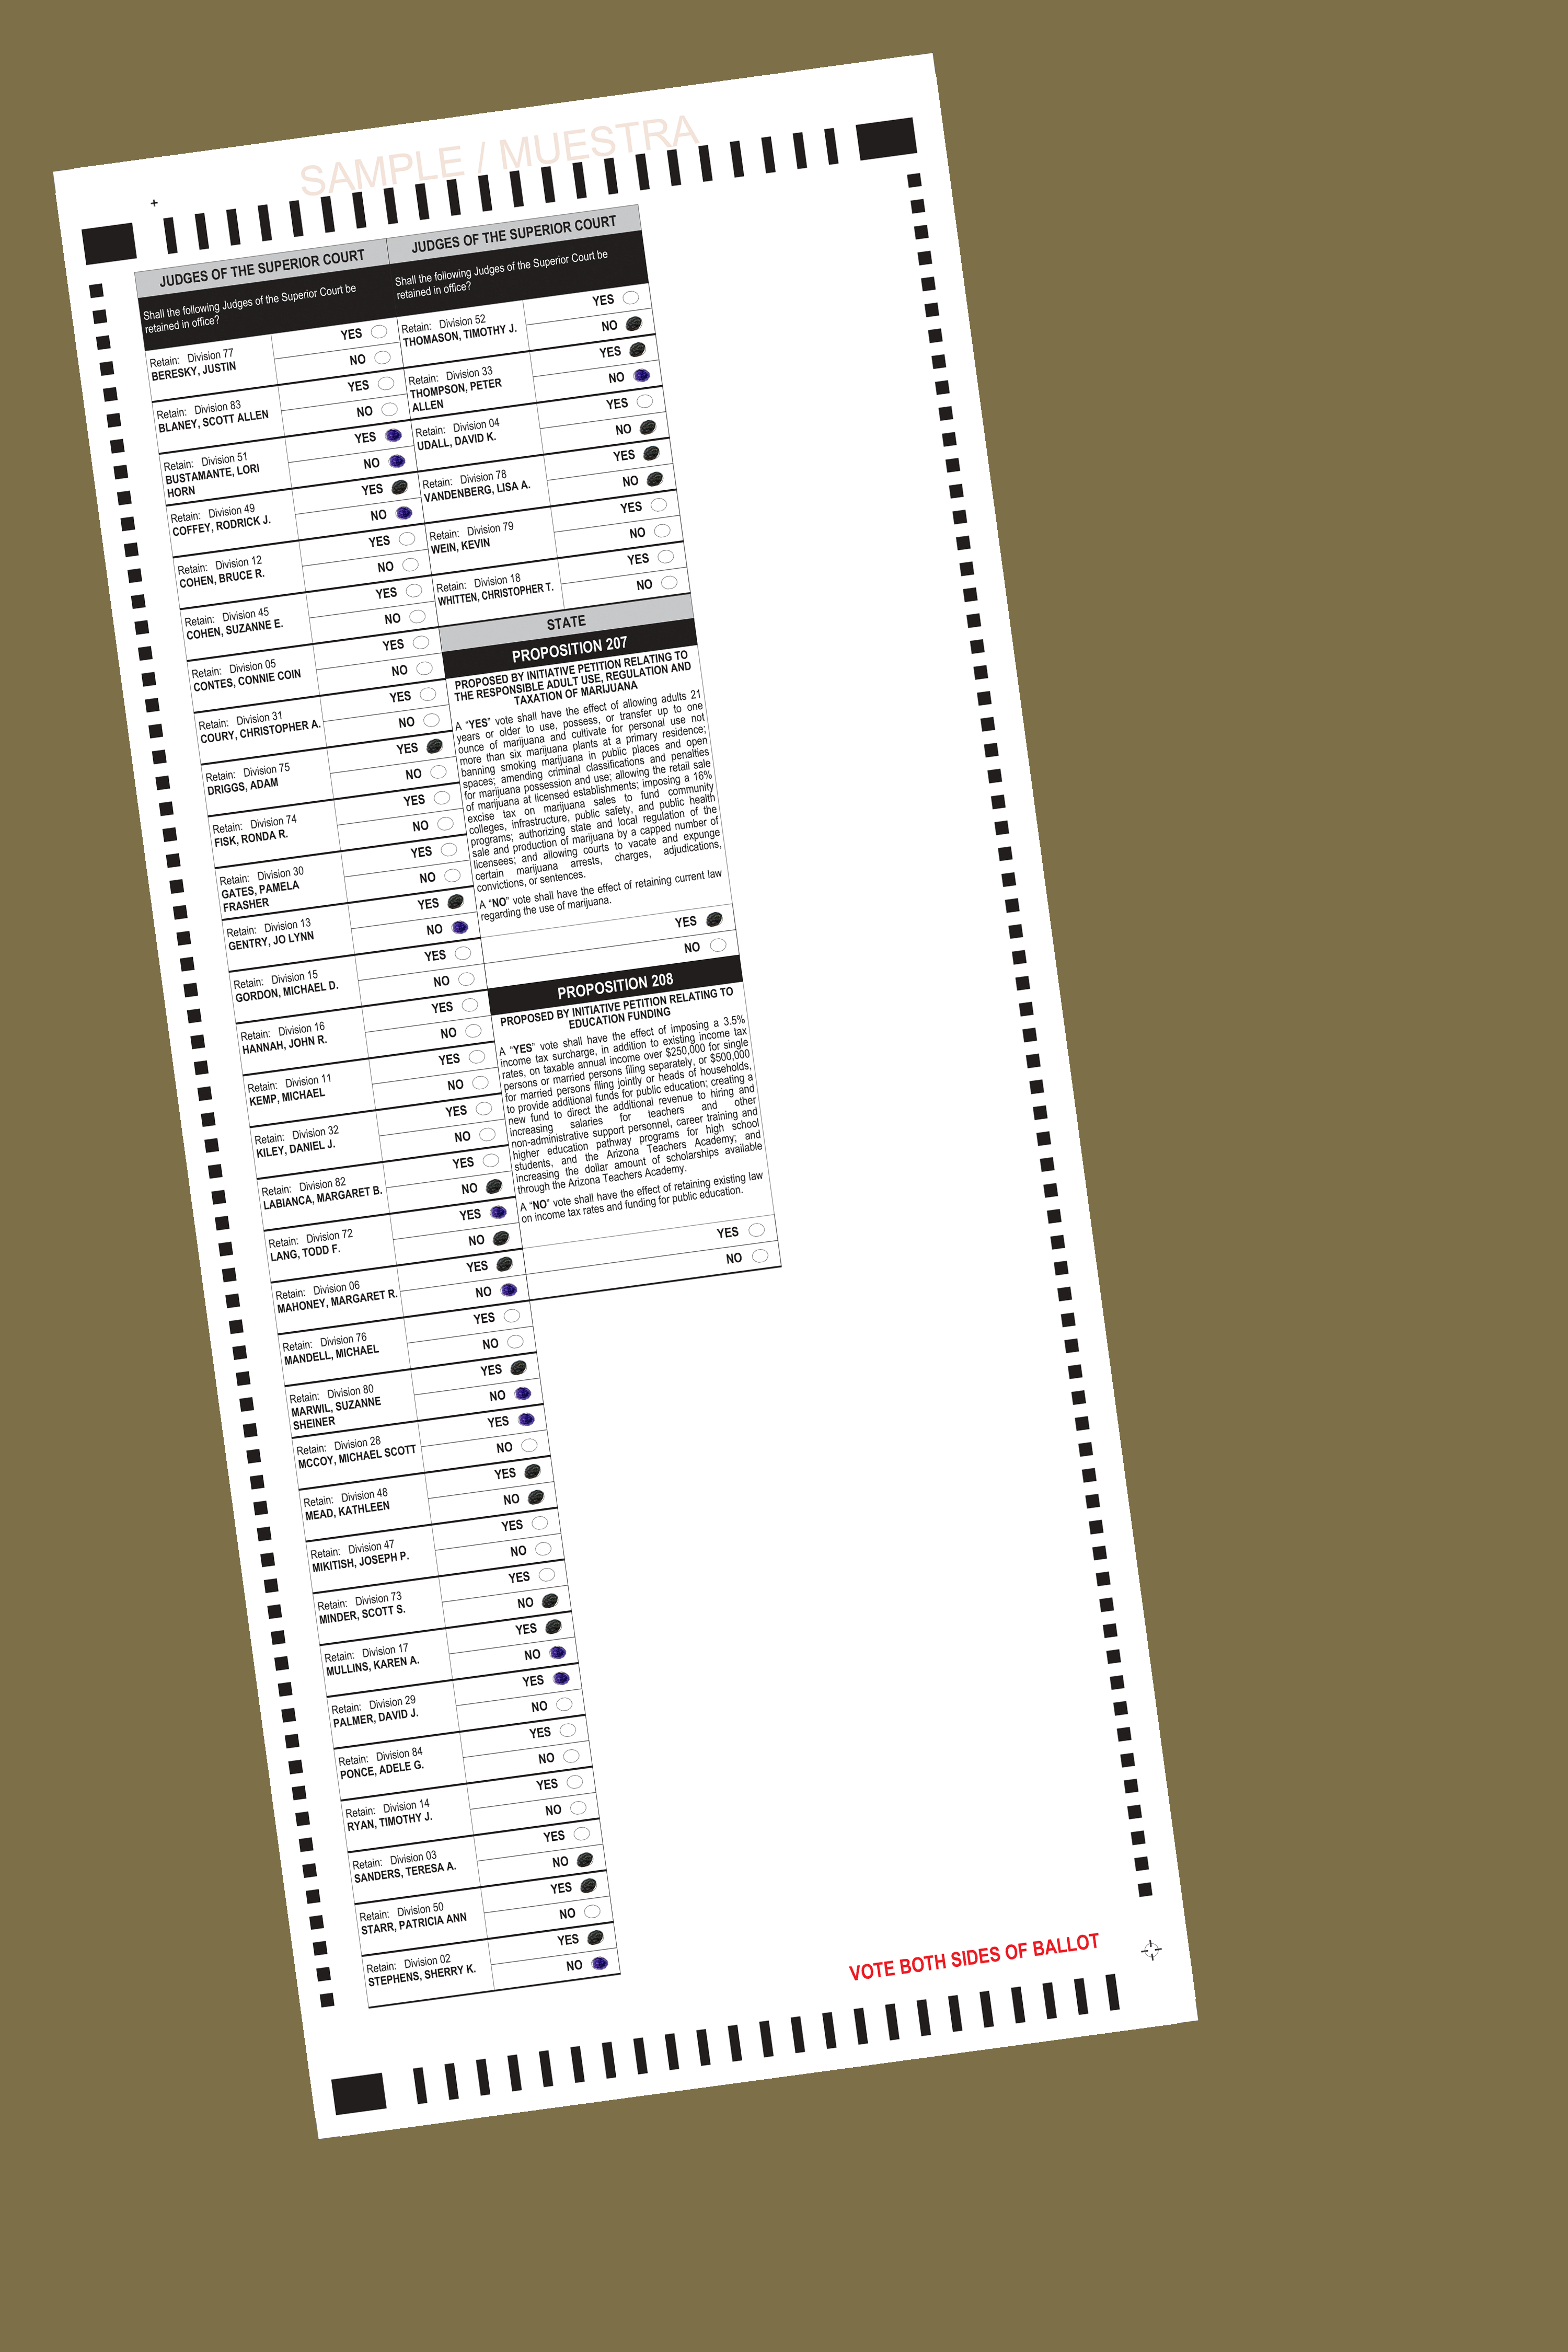 SAMPLE / MUESTRA
JUDGES OF THE SUPERIOR COURT
Shall the following Judges of the Superior Court be
retained in office?
Retain: Division 77
BERESKY, JUSTIN
YES
NO
Retain: Division 83
BLANEY, SCOTT ALLEN
YES
NO
Retain: Division 51
BUSTAMANTE, LORI
HORN
YES
NO
Retain: Division 49
COFFEY, RODRICK J.
YES
NO
Retain: Division 12
COHEN, BRUCE R.
YES
NO
Retain: Division 45
COHEN, SUZANNE E.
YES
NO
Retain: Division 05
CONTES, CONNIE COIN
YES
NO
Retain: Division 31
COURY, CHRISTOPHER A.
YES
NO
Retain: Division 75
DRIGGS, ADAM
YES
NO
Retain: Division 74
FISK, RONDA R.
YES
NO
Retain: Division 30
GATES, PAMELA
FRASHER
YES
NO
Retain: Division 13
GENTRY, JO LYNN
YES
NO
Retain: Division 15
GORDON, MICHAEL D.
YES
NO
Retain: Division 16
HANNAH, JOHN R.
YES
NO
Retain: Division 11
KEMP, MICHAEL
YES
NO
Retain: Division 32
KILEY, DANIEL J.
YES
NO
Retain: Division 82
LABIANCA, MARGARET B.
YES
NO
Retain: Division 72
LANG, TODD F.
YES
NO
Retain: Division 06
MAHONEY, MARGARET R.
YES
NO
Retain: Division 76
MANDELL, MICHAEL
YES
NO
Retain: Division 80
MARWIL, SUZANNE
SHEINER
YES
NO
Retain: Division 28
MCCOY, MICHAEL SCOTT
YES
NO
Retain: Division 48
MEAD, KATHLEEN
YES
NO
Retain: Division 47
MIKITISH, JOSEPH P.
YES
NO
Retain: Division 73
MINDER, SCOTT S.
YES
NO
Retain: Division 17
MULLINS, KAREN A.
YES
NO
Retain: Division 29
PALMER, DAVID J.
YES
NO
Retain: Division 84
PONCE, ADELE G.
YES
NO
Retain: Division 14
RYAN, TIMOTHY J.
YES
NO
Retain: Division 03
SANDERS, TERESA A.
YES
NO
Retain: Division 50
STARR, PATRICIA ANN
YES
NO
Retain: Division 02
STEPHENS, SHERRY K.
YES
NO
JUDGES OF THE SUPERIOR COURT
Shall the following Judges of the Superior Court be
retained in office?
Retain: Division 52
THOMASON, TIMOTHY J.
YES
NO
Retain: Division 33
THOMPSON, PETER
ALLEN
YES
NO
Retain: Division 04
UDALL, DAVID K.
YES
NO
Retain: Division 78
VANDENBERG, LISA A.
YES
NO
Retain: Division 79
WEIN, KEVIN
YES
NO
Retain: Division 18
WHITTEN, CHRISTOPHER T.
YES
NO
STATE
PROPOSITION 207
PROPOSED BY INITIATIVE PETITION RELATING TO
THE RESPONSIBLE ADULT USE, REGULATION AND
TAXATION OF MARIJUANA
A “YES” vote shall have the effect of allowing adults 21
years or older to use, possess, or transfer up to one
ounce of marijuana and cultivate for personal use not
more than six marijuana plants at a primary residence;
banning smoking marijuana in public places and open
spaces; amending criminal classifications and penalties
for marijuana possession and use; allowing the retail sale
of marijuana at licensed establishments; imposing a 16%
excise tax on marijuana sales to fund community
colleges, infrastructure, public safety, and public health
programs; authorizing state and local regulation of the
sale and production of marijuana by a capped number of
licensees; and allowing courts to vacate and expunge
certain marijuana arrests, charges, adjudications,
convictions, or sentences.
A “NO” vote shall have the effect of retaining current law
regarding the use of marijuana.
YES
NO
PROPOSITION 208
PROPOSED BY INITIATIVE PETITION RELATING TO
EDUCATION FUNDING
A “YES” vote shall have the effect of imposing a 3.5%
income tax surcharge, in addition to existing income tax
rates, on taxable annual income over $250,000 for single
persons or married persons filing separately, or $500,000
for married persons filing jointly or heads of households,
to provide additional funds for public education; creating a
new fund to direct the additional revenue to hiring and
increasing salaries for teachers and other
non-administrative support personnel, career training and
higher education pathway programs for high school
students, and the Arizona Teachers Academy; and
increasing the dollar amount of scholarships available
through the Arizona Teachers Academy.
A “NO” vote shall have the effect of retaining existing law
on income tax rates and funding for public education.
YES
NO
VOTE BOTH SIDES OF BALLOT